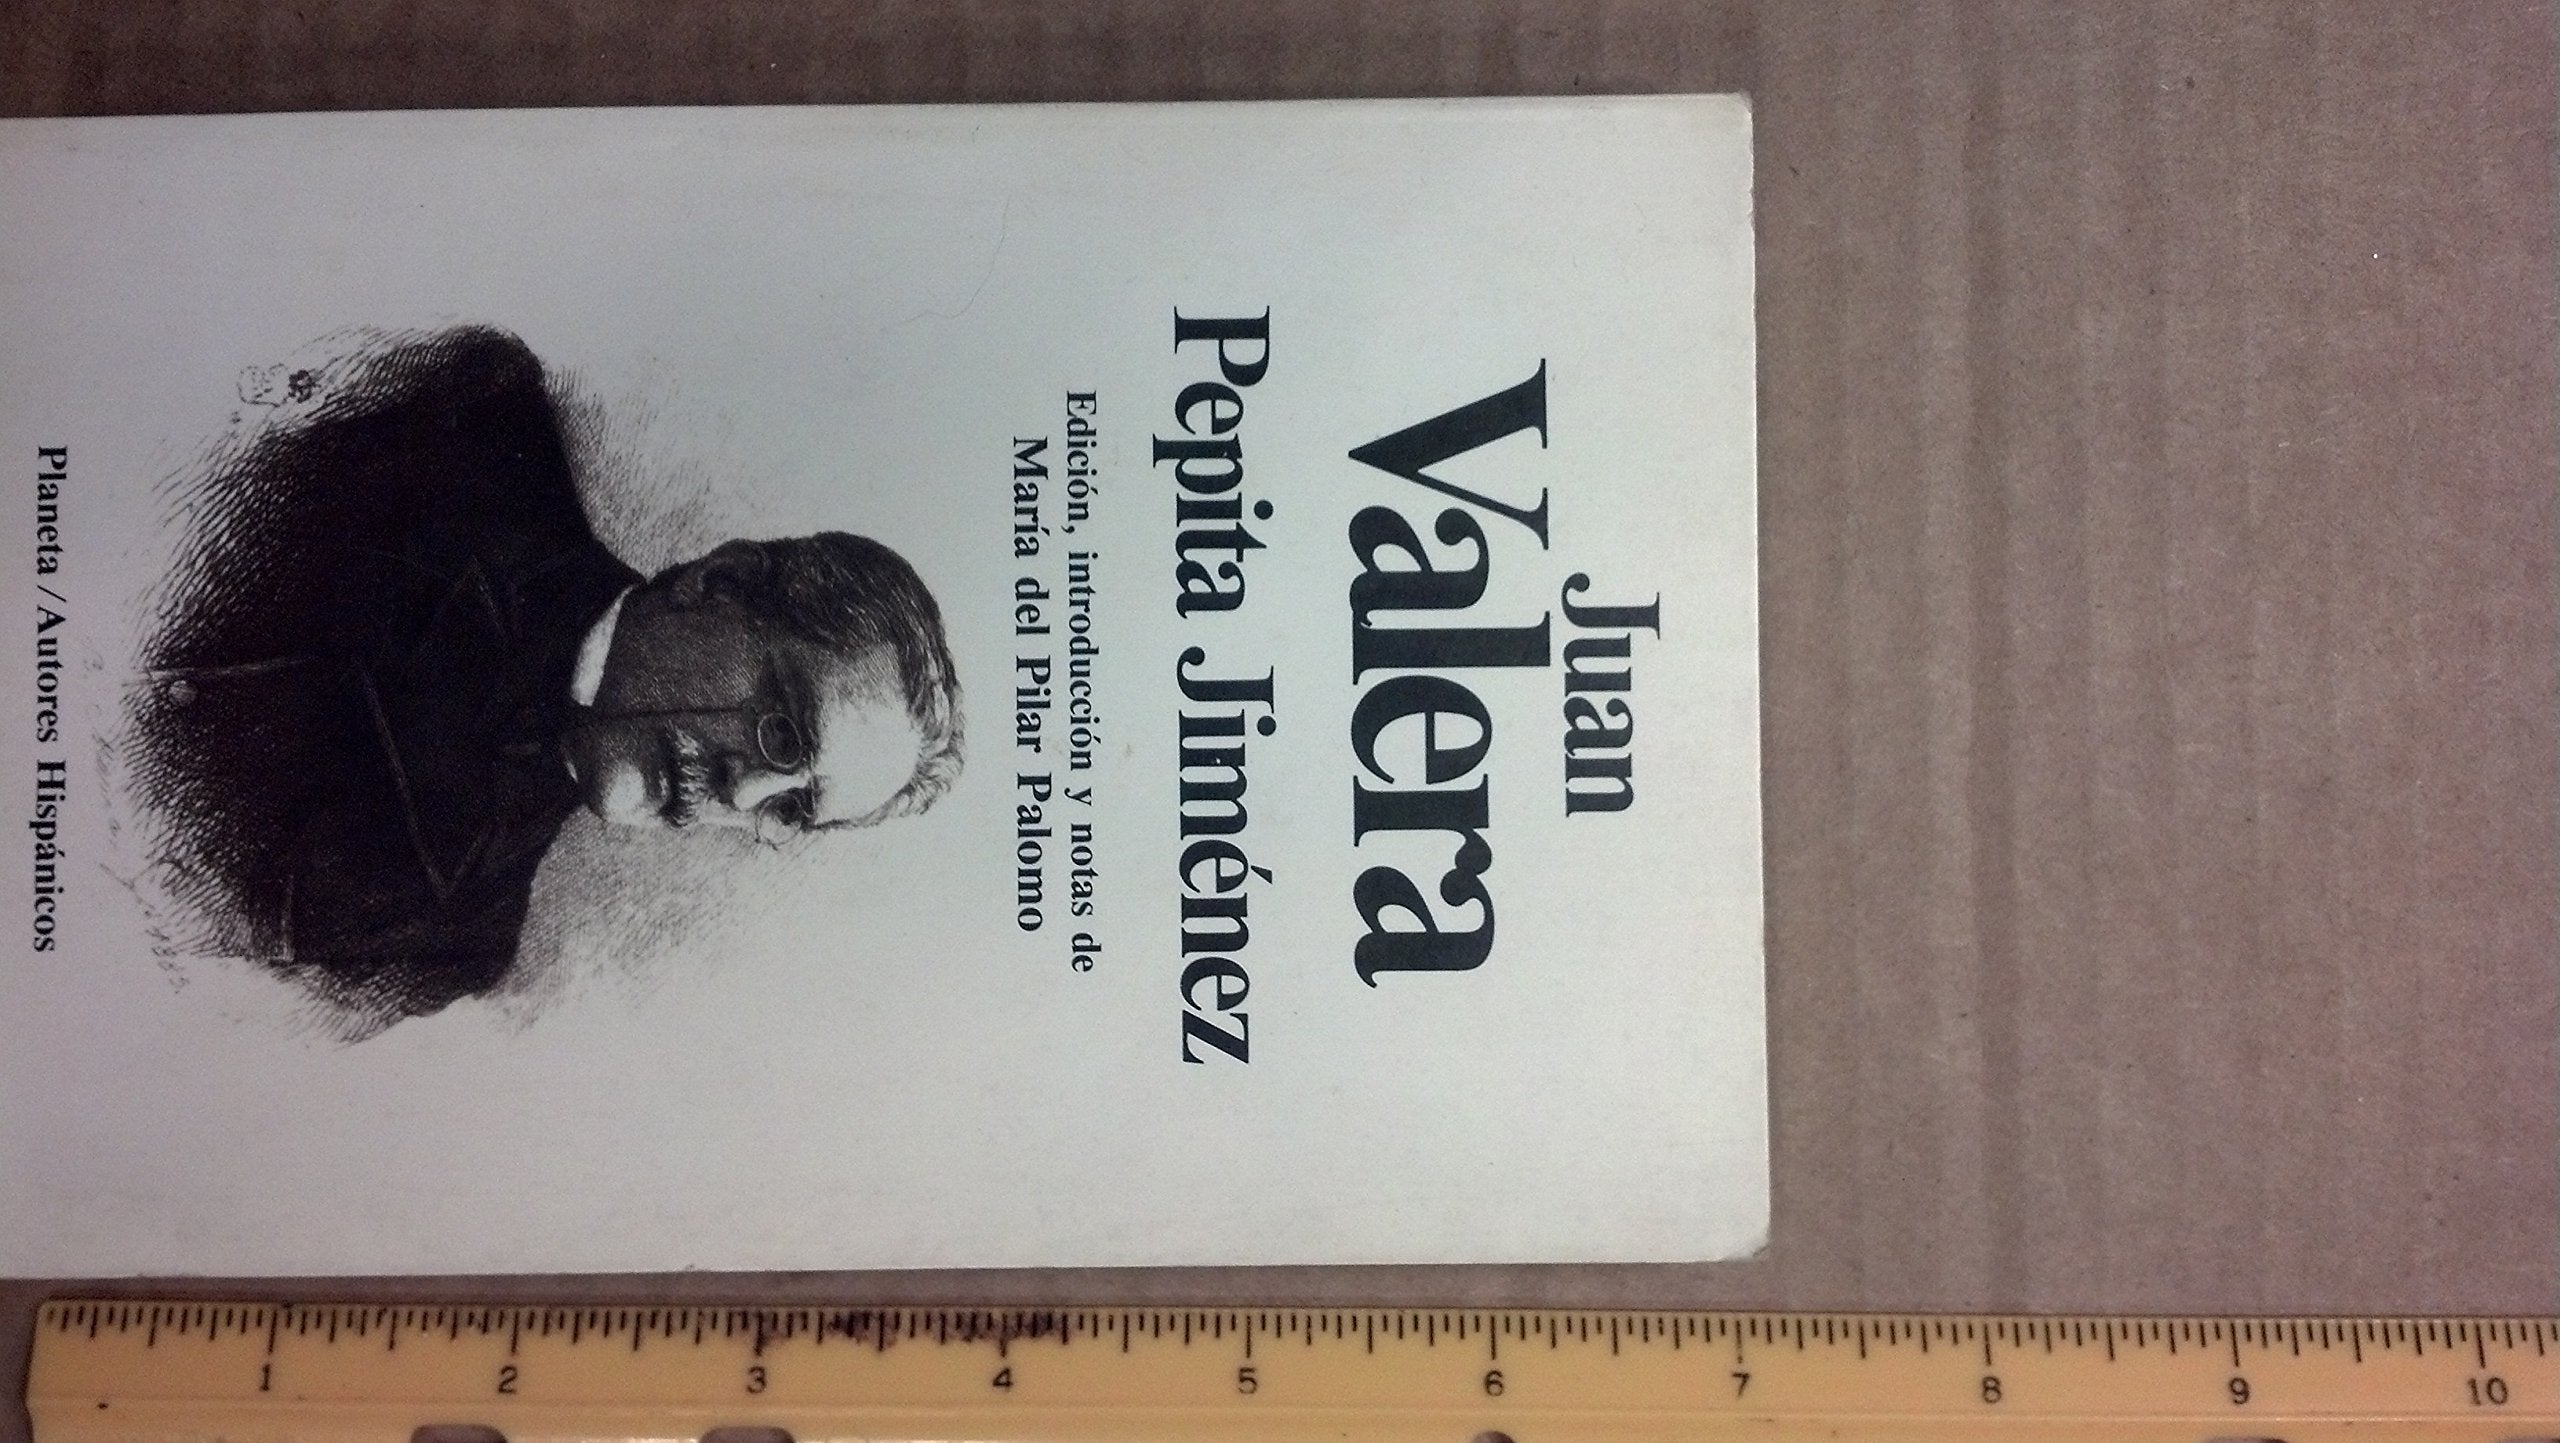 Juan
Valera
Pepita Jiménez
Edición, introducción y notas de
María del Pilar Palomo
Planeta / Autores Hispánicos
1 2 3 4 5 6 7 8 9 10